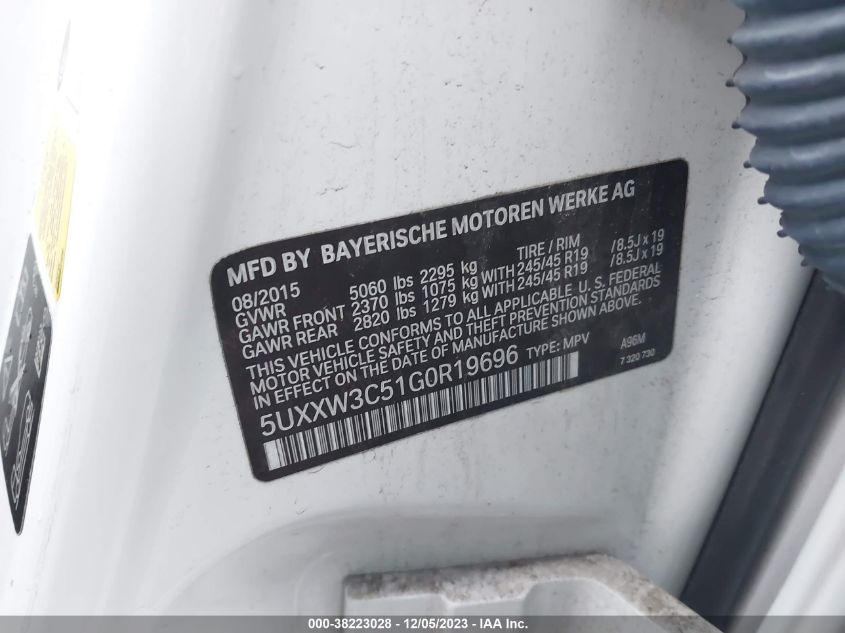 MFD BY BAYERISCHE MOTOREN WERKE AG
08/2015 TIRE / RIM
GVWR 5060 lbs 2295 kg
GAWR FRONT 2370 lbs 1075 kg WITH 245/45 R19 /8.5J x 19
GAWR REAR 2820 lbs 1279 kg WITH 245/45 R19 /8.5J x 19
THIS VEHICLE CONFORMS TO ALL APPLICABLE U. S. FEDERAL
MOTOR VEHICLE SAFETY AND THEFT PREVENTION STANDARDS
IN EFFECT ON THE DATE OF MANUFACTURE SHOWN ABOVE.
5UXXW3C51G0R19696 TYPE: MPV A96M
7 320 730
000-38223028 - 12/05/2023 - IAA Inc.